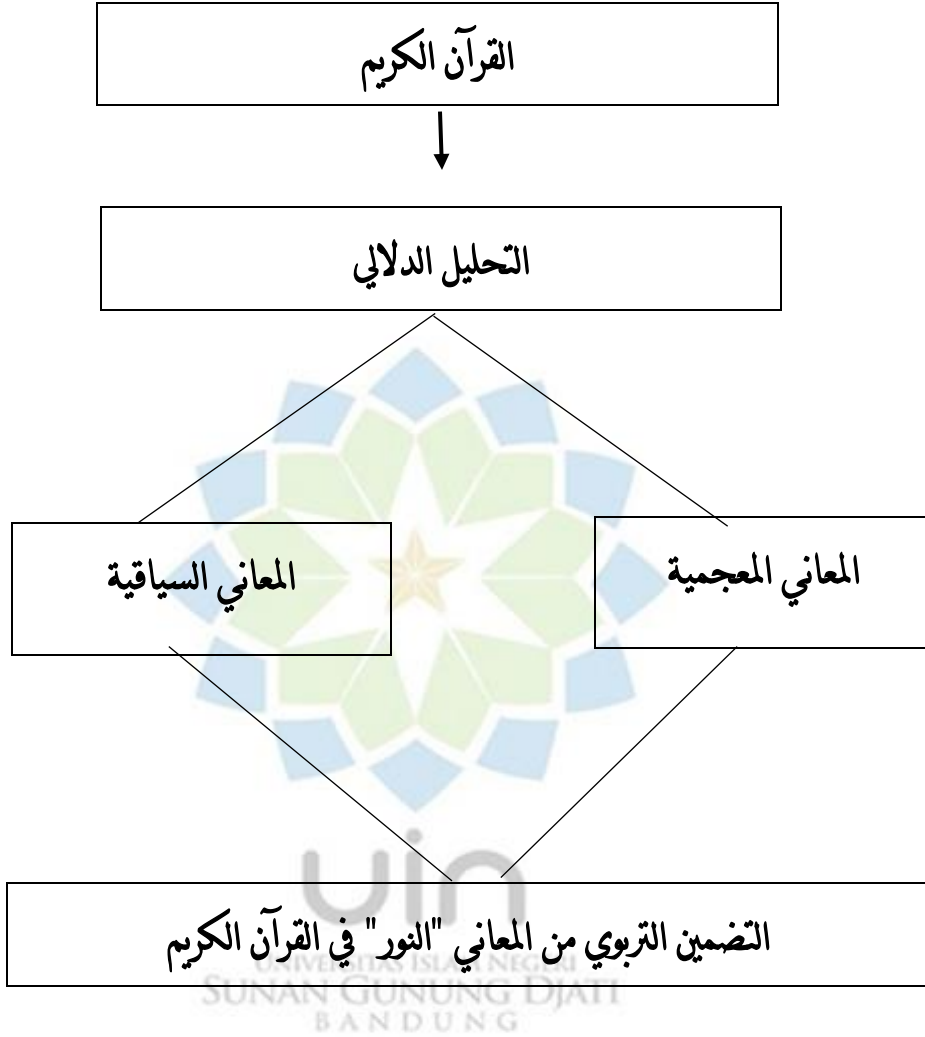 القرآن الكريم
التحليل الدلالي
المعاني المعجمية
المعاني السياقية
التضمين التربوي من المعاني "النور" في القرآن الكريم
uin
UNIVERSITAS ISLAM NEGERI
SUNAN GUNUNG DJATI
BANDUNG